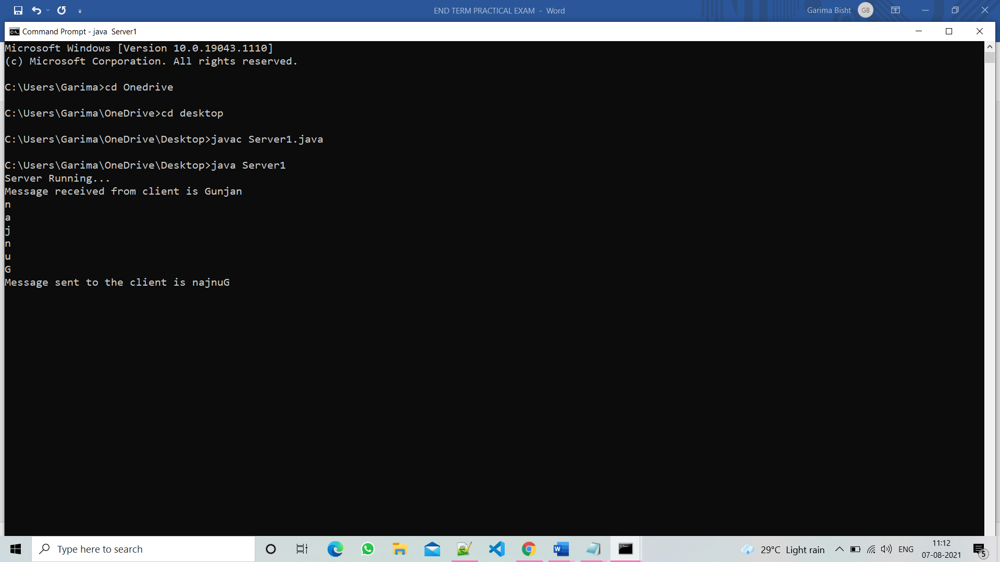 END TERM PRACTICAL EXAM - Word
Garima Bisht GB
Command Prompt - java Server1
Microsoft Windows [Version 10.0.19043.1110]
(c) Microsoft Corporation. All rights reserved.
C:\Users\Garima>cd Onedrive
C:\Users\Garima\OneDrive>cd desktop
C:\Users\Garima\OneDrive\Desktop>javac Server1.java
C:\Users\Garima\OneDrive\Desktop>java Server1
Server Running...
Message received from client is Gunjan
n
a
j
n
u
G
Message sent to the client is najnuG
Type here to search
29°C Light rain
ENG
11:12
07-08-2021
5